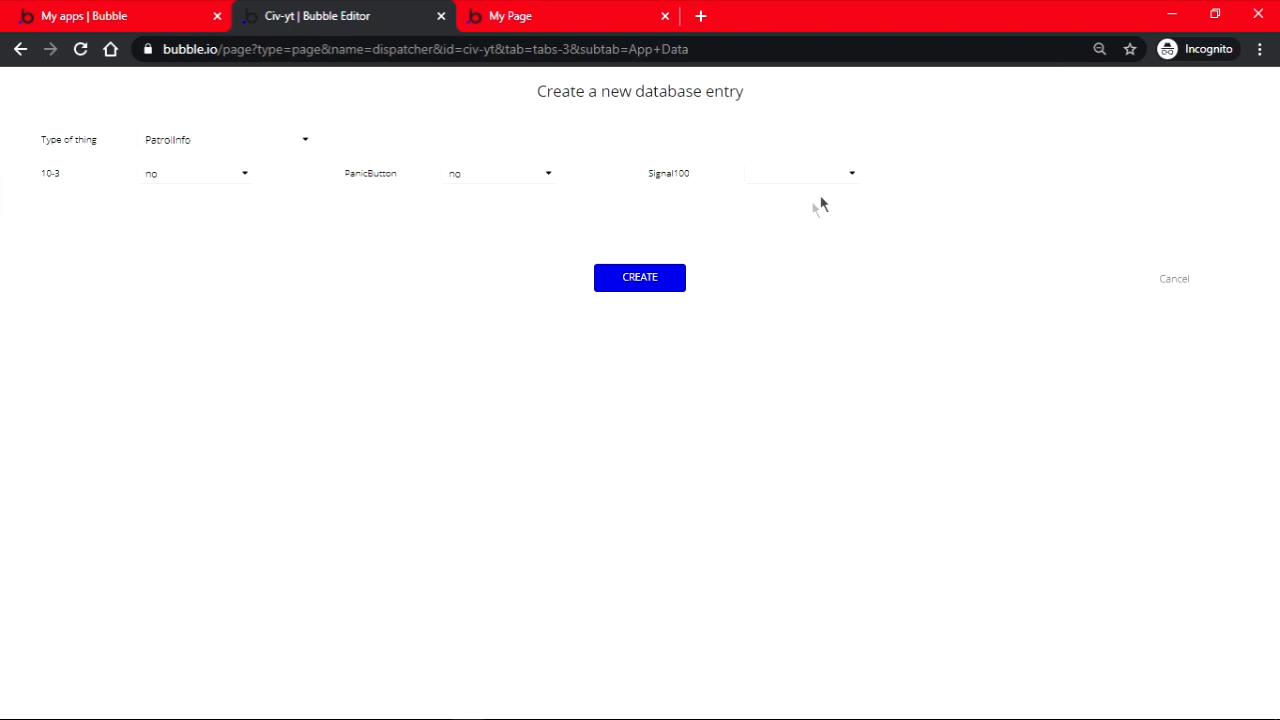 My apps | Bubble
Civ-yt | Bubble Editor
My Page
bubble.io/page?type=page&name=dispatcher&id=civ-yt&tab=tabs-3&subtab=App+Data
Incognito
Create a new database entry
Type of thing PatrolInfo
10-3 no PanicButton no Signal100
CREATE
Cancel